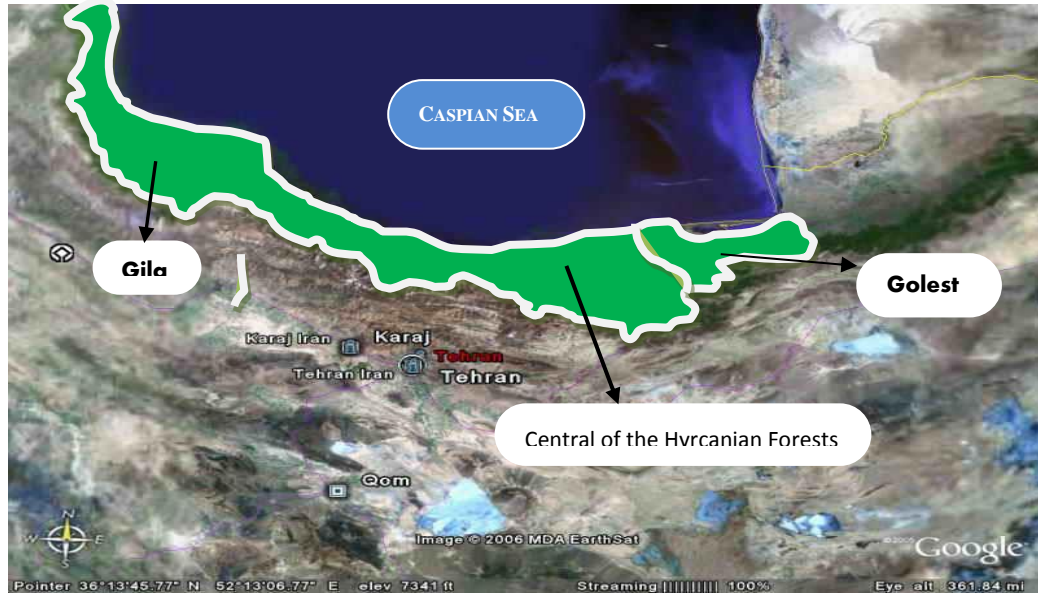 CASPIAN SEA
Gila
Golest
Karaj Iran
Karaj
Tehran
Tehran Iran
Tehran
Central of the Hyrcanian Forests
Qom
N
W E
S
Image © 2006 MDA EarthSat
©2005 Google™
Pointer 36°13'45.77" N 52°13'06.77" E elev 7341 ft Streaming |||||||||| 100% Eye alt 361.84 mi